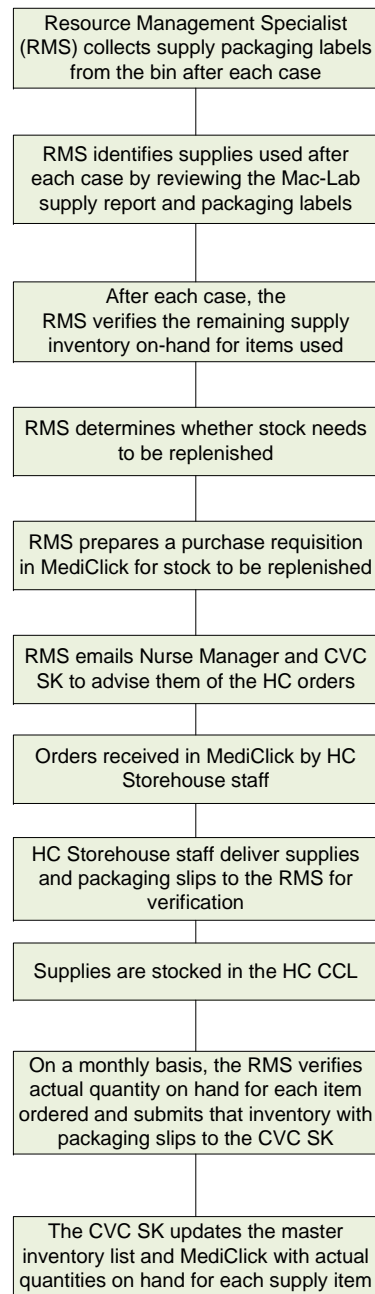 Resource Management Specialist
(RMS) collects supply packaging labels
from the bin after each case
RMS identifies supplies used after
each case by reviewing the Mac-Lab
supply report and packaging labels
After each case, the
RMS verifies the remaining supply
inventory on-hand for items used
RMS determines whether stock needs
to be replenished
RMS prepares a purchase requisition
in MediClick for stock to be replenished
RMS emails Nurse Manager and CVC
SK to advise them of the HC orders
Orders received in MediClick by HC
Storehouse staff
HC Storehouse staff deliver supplies
and packaging slips to the RMS for
verification
Supplies are stocked in the HC CCL
On a monthly basis, the RMS verifies
actual quantity on hand for each item
ordered and submits that inventory with
packaging slips to the CVC SK
The CVC SK updates the master
inventory list and MediClick with actual
quantities on hand for each supply item